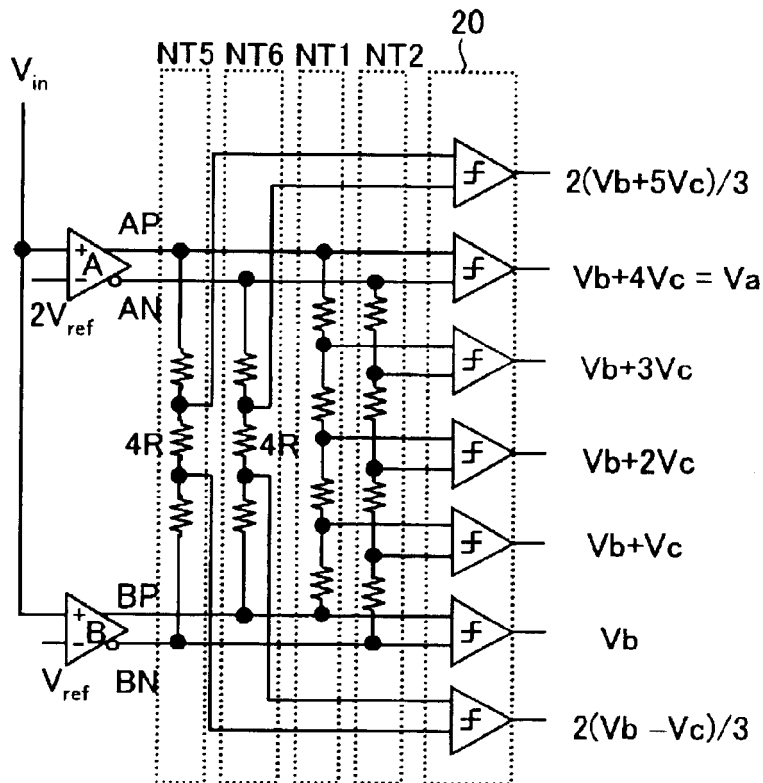 20
NT5 NT6 NT1 NT2
Vin
2(Vb+5Vc)/3
AP
+
A
-
AN
2Vref
Vb+4Vc = Va
Vb+3Vc
4R 4R
Vb+2Vc
Vb+Vc
BP
+
B
-
BN
Vref
Vb
2(Vb -Vc)/3